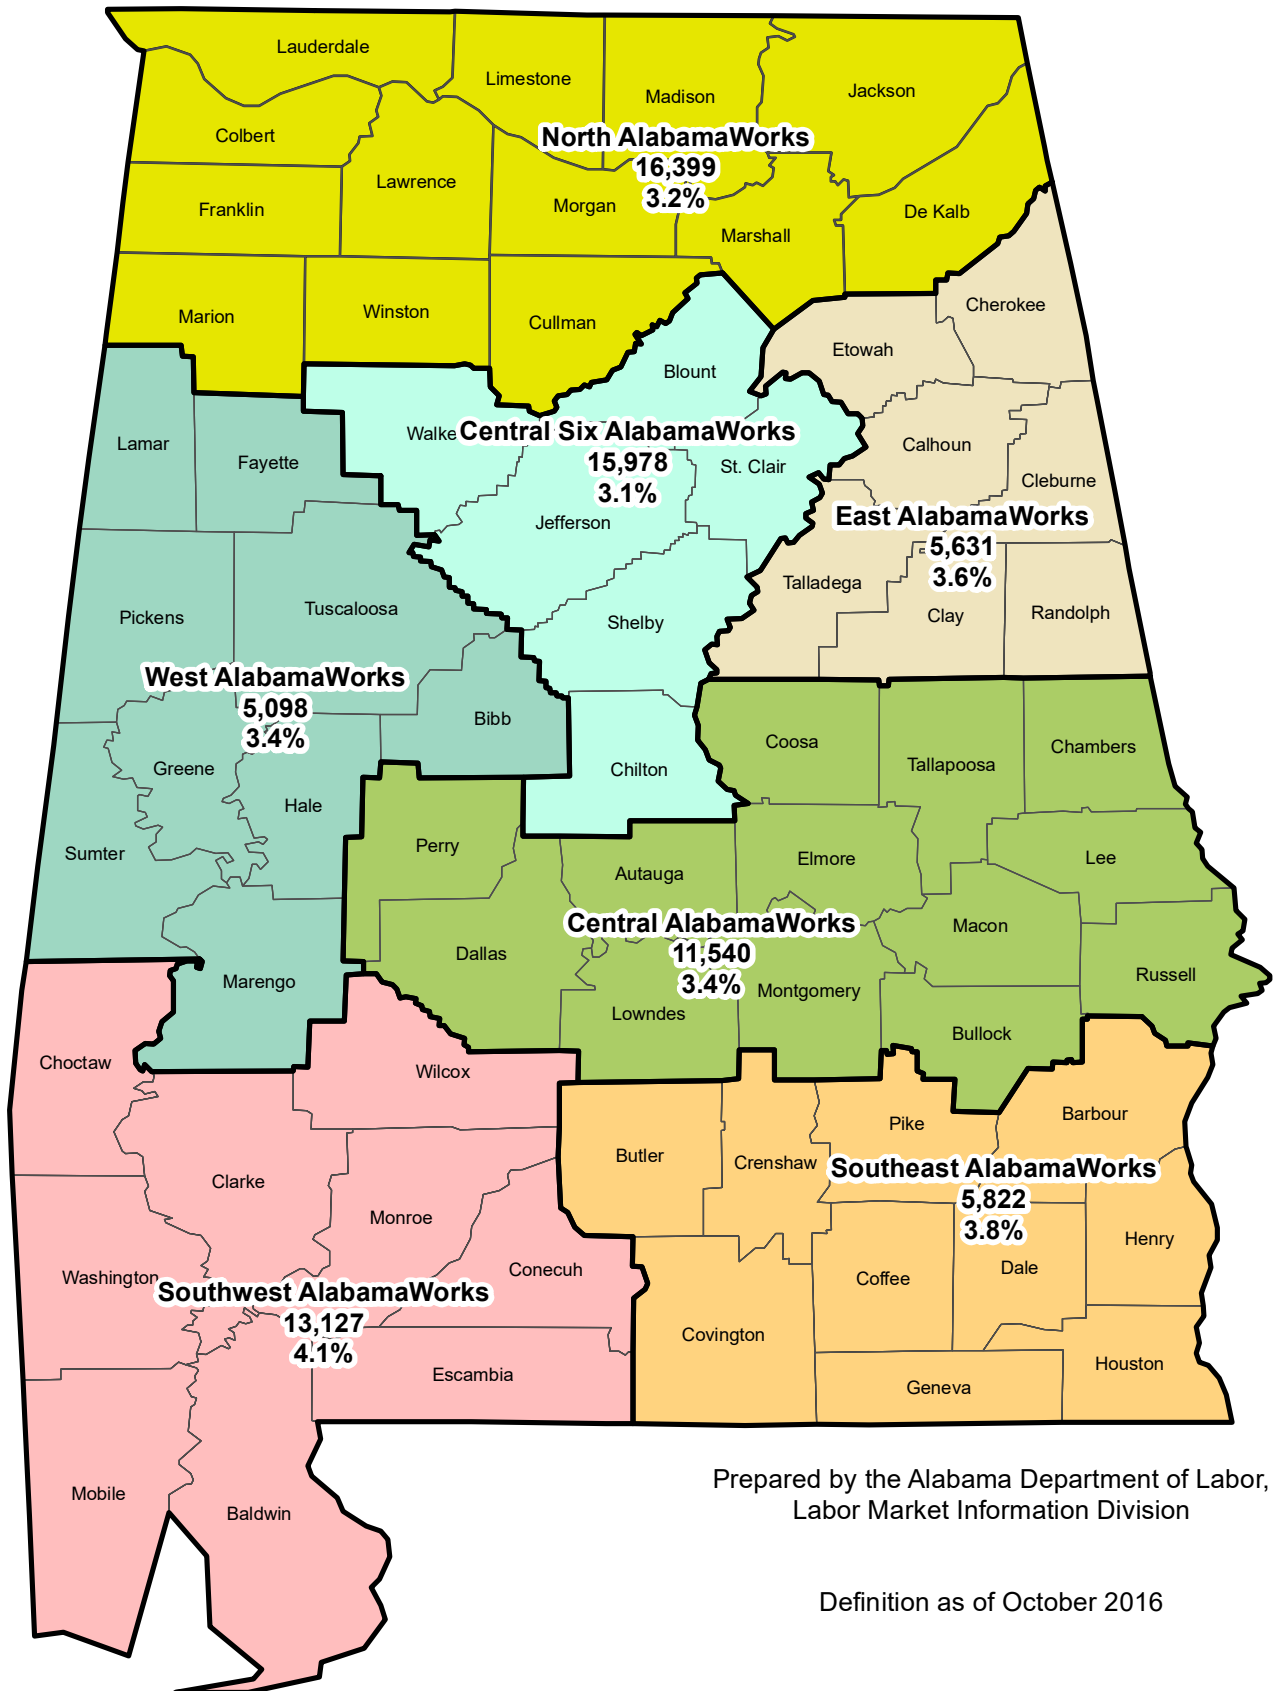 Lauderdale
Limestone
Madison
Jackson
Colbert
North AlabamaWorks
16,399
3.2%
Lawrence
Franklin
Morgan
De Kalb
Marshall
Marion
Winston
Cullman
Cherokee
Etowah
Blount
Lamar
Fayette
Walke
Central Six AlabamaWorks
15,978
3.1%
St. Clair
Calhoun
Cleburne
Jefferson
East AlabamaWorks
5,631
3.6%
Talladega
Clay
Randolph
Pickens
Tuscaloosa
Shelby
West AlabamaWorks
5,098
3.4%
Bibb
Greene
Hale
Chilton
Coosa
Tallapoosa
Chambers
Sumter
Perry
Autauga
Elmore
Lee
Central AlabamaWorks
11,540
3.4%
Macon
Dallas
Marengo
Montgomery
Russell
Lowndes
Bullock
Choctaw
Wilcox
Barbour
Pike
Butler
Crenshaw
Southeast AlabamaWorks
5,822
3.8%
Clarke
Monroe
Henry
Washington
Conecuh
Coffee
Dale
Southwest AlabamaWorks
13,127
4.1%
Covington
Houston
Escambia
Geneva
Mobile
Baldwin
Prepared by the Alabama Department of Labor,
Labor Market Information Division
Definition as of October 2016